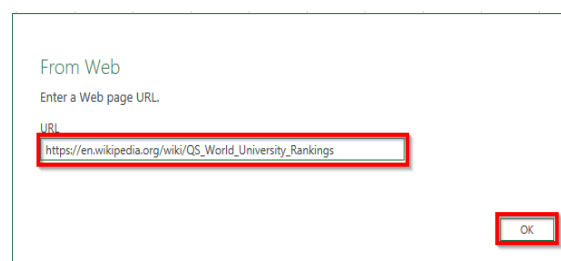 From Web
Enter a Web page URL.
URL
https://en.wikipedia.org/wiki/QS_World_University_Rankings
OK